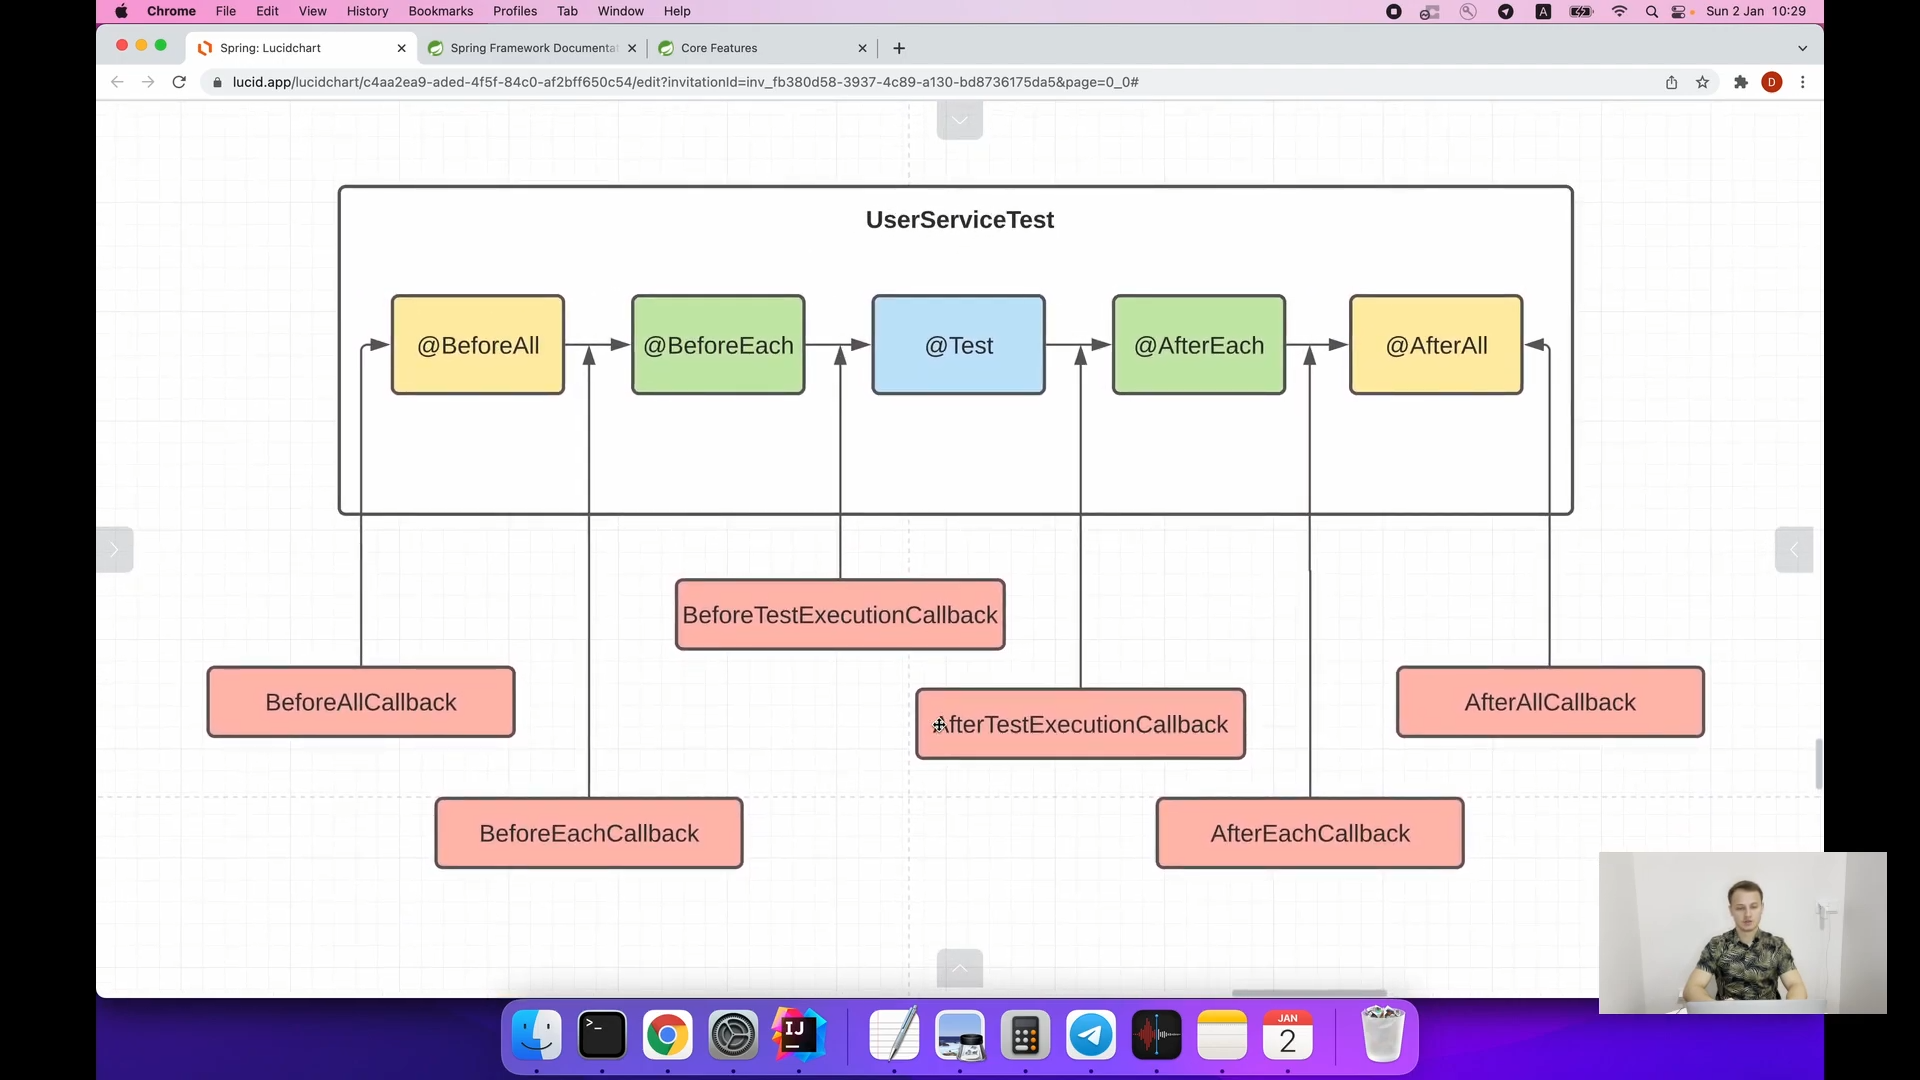 Chrome File Edit View History Bookmarks Profiles Tab Window Help A Sun 2 Jan 10:29
Spring: Lucidchart Spring Framework Documenta Core Features
lucid.app/lucidchart/c4aa2ea9-aded-4f5f-84c0-af2bff650c54/edit?invitationId=inv_fb380d58-3937-4c89-a130-bd8736175da5&page=0_0# D
UserServiceTest
@BeforeAll @BeforeEach @Test @AfterEach @AfterAll
BeforeTestExecutionCallback
BeforeAllCallback AfterAllCallback
AfterTestExecutionCallback
BeforeEachCallback AfterEachCallback
>_ IJ JAN
2